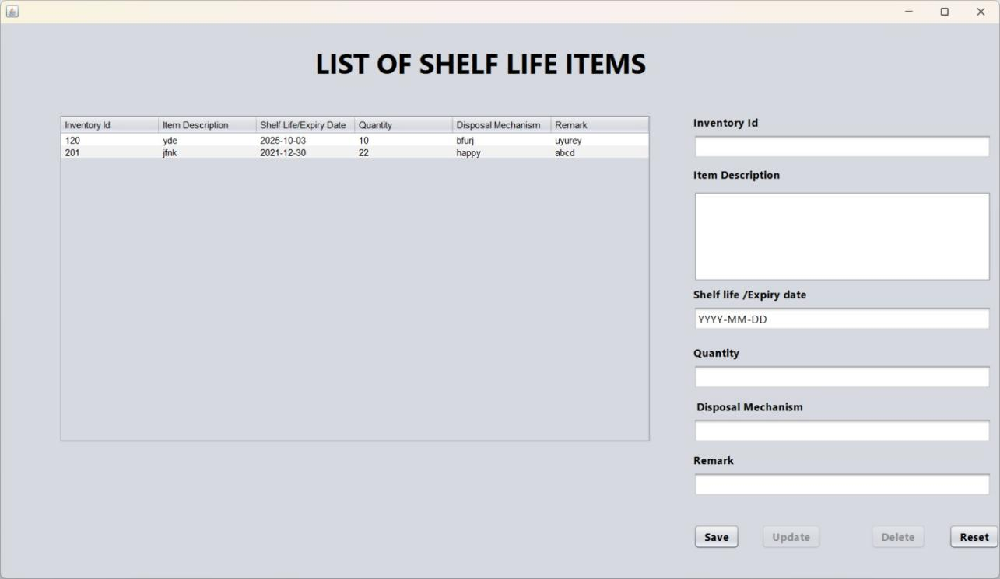 LIST OF SHELF LIFE ITEMS
Inventory Id Item Description Shelf Life/Expiry Date Quantity Disposal Mechanism Remark
120 yde 2025-10-03 10 bfurj uyurey
201 jfnk 2021-12-30 22 happy abcd
Inventory Id
Item Description
Shelf life /Expiry date
YYYY-MM-DD
Quantity
Disposal Mechanism
Remark
Save Update Delete Reset